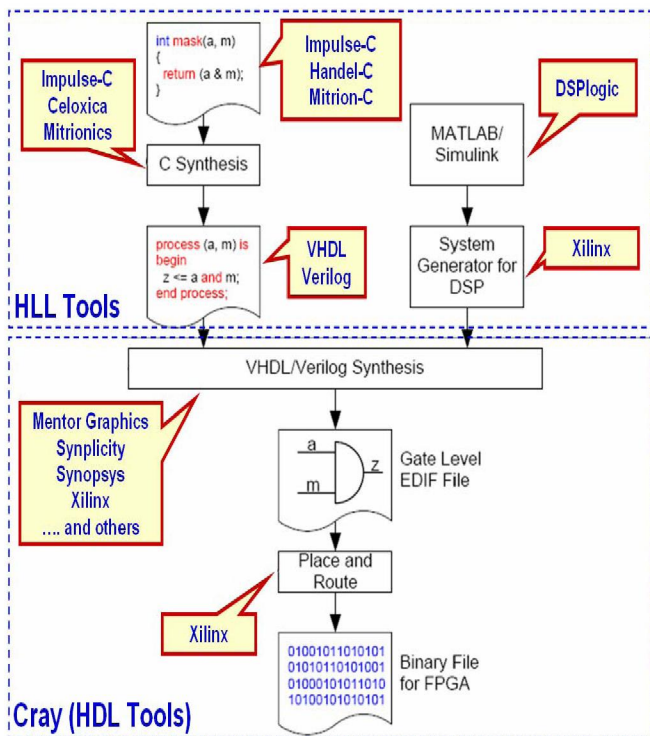 int mask(a, m)
{
return (a & m);
}
Impulse-C
Handel-C
Mitrion-C
Impulse-C
Celoxica
Mitrionics
DSPlogic
C Synthesis
MATLAB/
Simulink
process (a, m) is
begin
z <= a and m;
end process;
VHDL
Verilog
System
Generator for
DSP
Xilinx
HLL Tools
VHDL/Verilog Synthesis
Mentor Graphics
Synplicity
Synopsys
Xilinx
.... and others
a
z
m
Gate Level
EDIF File
Place and
Route
Xilinx
01001011010101
01010110101001
01000101011010
10100101010101
Binary File
for FPGA
Cray (HDL Tools)